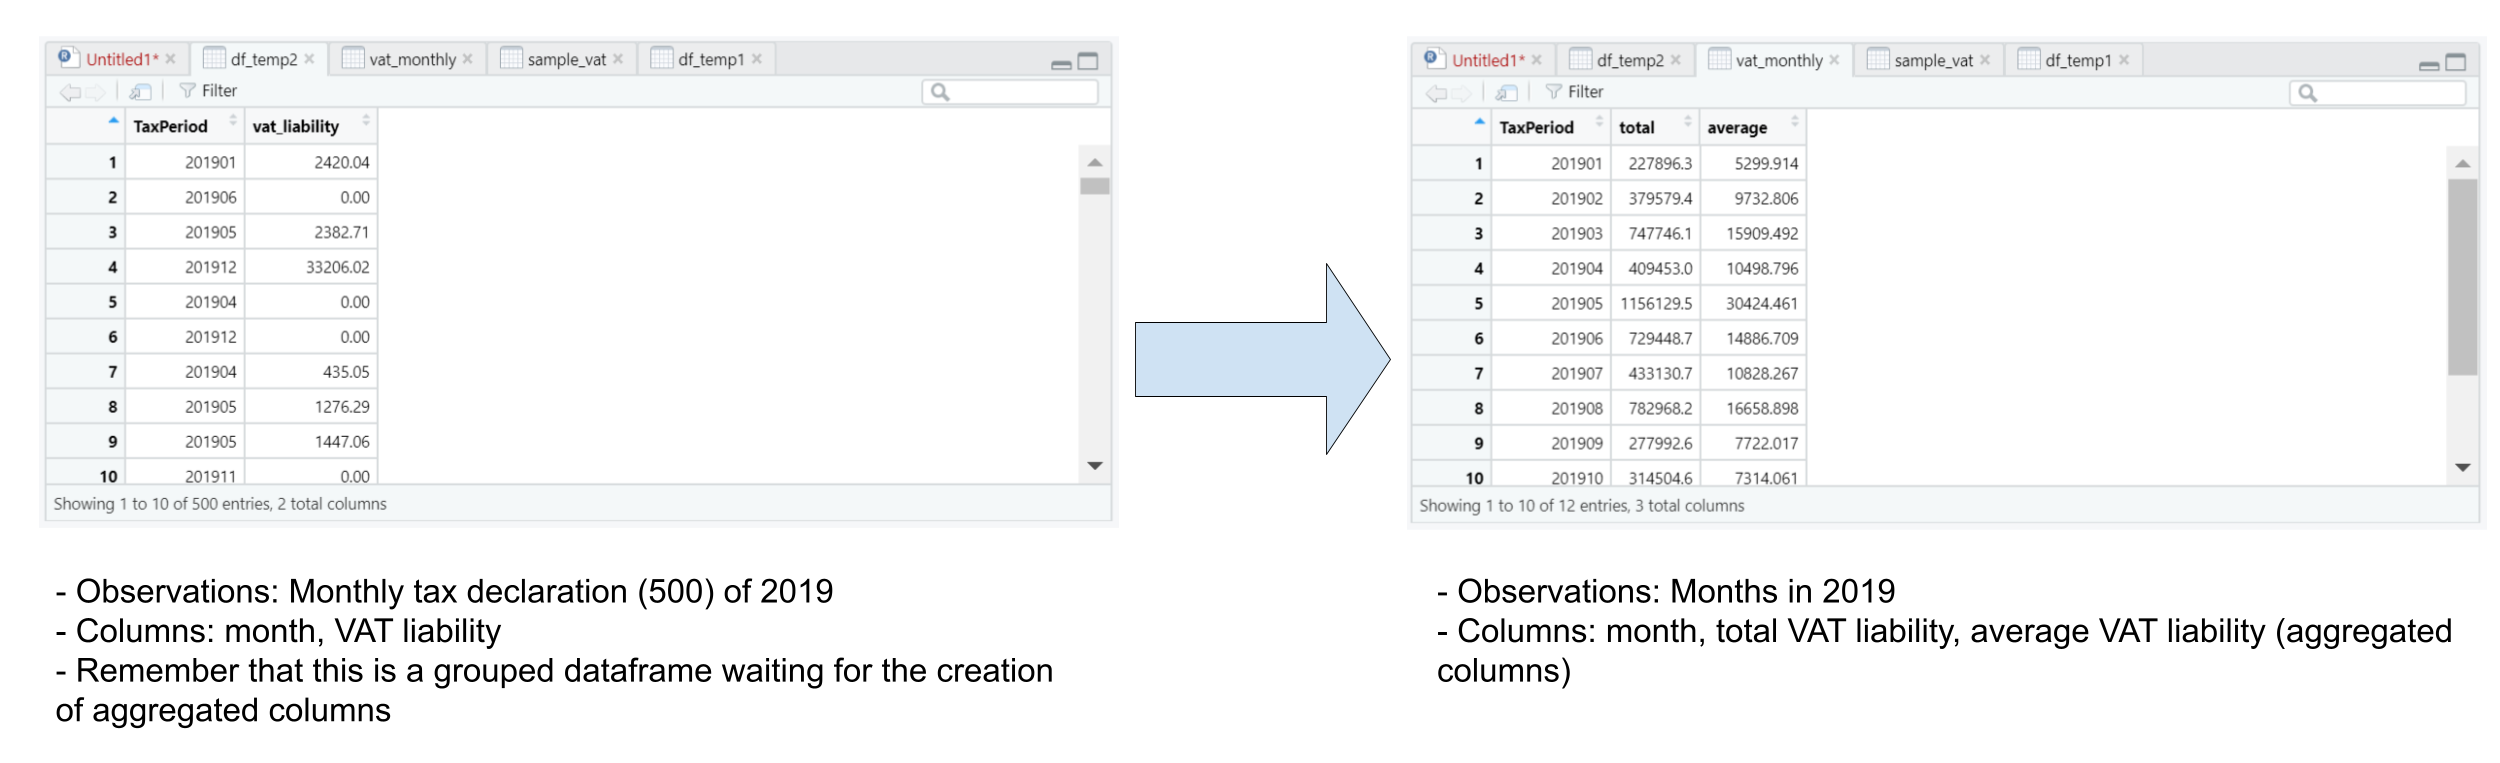 Untitled1* × df_temp2 × vat_monthly × sample_vat × df_temp1 ×
Filter
TaxPeriod vat_liability
1 201901 2420.04
2 201906 0.00
3 201905 2382.71
4 201912 33206.02
5 201904 0.00
6 201912 0.00
7 201904 435.05
8 201905 1276.29
9 201905 1447.06
10 201911 0.00
Showing 1 to 10 of 500 entries, 2 total columns
- Observations: Monthly tax declaration (500) of 2019
- Columns: month, VAT liability
- Remember that this is a grouped dataframe waiting for the creation
of aggregated columns
Untitled1* × df_temp2 × vat_monthly × sample_vat × df_temp1 ×
Filter
TaxPeriod total average
1 201901 227896.3 5299.914
2 201902 379579.4 9732.806
3 201903 747746.1 15909.492
4 201904 409453.0 10498.796
5 201905 1156129.5 30424.461
6 201906 729448.7 14886.709
7 201907 433130.7 10828.267
8 201908 782968.2 16658.898
9 201909 277992.6 7722.017
10 201910 314504.6 7314.061
Showing 1 to 10 of 12 entries, 3 total columns
- Observations: Months in 2019
- Columns: month, total VAT liability, average VAT liability (aggregated
columns)